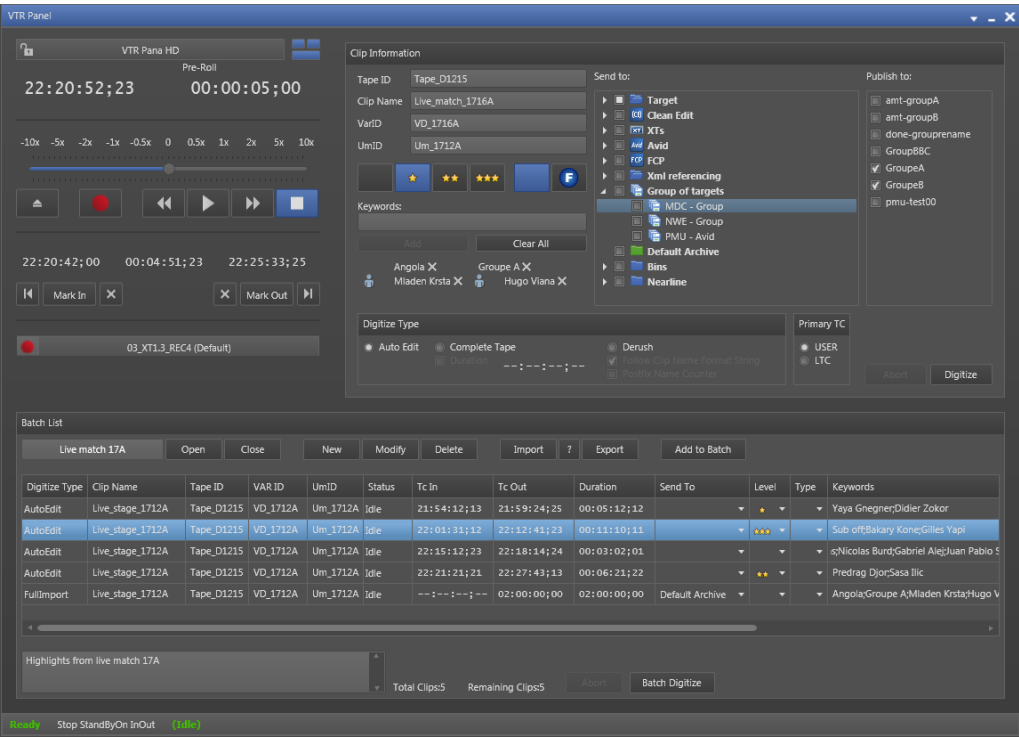 VTR Panel
VTR Pana HD
Pre-Roll
22:20:52;23 00:00:05;00
-10x -5x -2x -1x -0.5x 0 0.5x 1x 2x 5x 10x
22:20:42;00 00:04:51;23 22:25:33;25
Mark In Mark Out
03_XT1.3_REC4 (Default)
Clip Information
Tape ID Tape_D1215
Clip Name Live_match_1716A
VarID VD_1716A
UmID Um_1712A
F
Keywords:
Add Clear All
Angola X Groupe A X
Mladen Krsta X Hugo Viana X
Send to:
Target
Clean Edit
XT XTs
Avid Avid
FCP FCP
Xml referencing
Group of targets
MDC - Group
NWE - Group
PMU - Avid
Default Archive
Bins
Nearline
Publish to:
amt-groupA
amt-groupB
done-grouprename
GroupBBC
GroupeA
GroupeB
pmu-test00
Digitize Type
Auto Edit Complete Tape Derush
Duration --:--:--;-- Follow Clip Name Format String
Postfix Name Counter
Primary TC
USER
LTC
Abort Digitize
Batch List
Live match 17A Open Close New Modify Delete Import ? Export Add to Batch
Digitize Type Clip Name Tape ID VAR ID UmID Status Tc In Tc Out Duration Send To Level Type Keywords
AutoEdit Live_stage_1712A Tape_D1215 VD_1712A Um_1712A Idle 21:54:12;13 21:59:24;25 00:05:12;12 Yaya Gnegner;Didier Zokor
AutoEdit Live_stage_1712A Tape_D1215 VD_1712A Um_1712A Idle 22:01:31;12 22:12:41;23 00:11:10;11 Sub off;Bakary Kone;Gilles Yapi
AutoEdit Live_stage_1712A Tape_D1215 VD_1712A Um_1712A Idle 22:15:12;23 22:18:14;24 00:03:02;01 s;Nicolas Burd;Gabriel Alej;Juan Pablo S
AutoEdit Live_stage_1712A Tape_D1215 VD_1712A Um_1712A Idle 22:21:21;21 22:27:43;13 00:06:21;22 Predrag Djor;Sasa Ilic
FullImport Live_stage_1712A Tape_D1215 VD_1712A Um_1712A Idle --:--:--;-- 02:00:00;00 02:00:00;00 Default Archive Angola;Groupe A;Mladen Krsta;Hugo V
Highlights from live match 17A
Total Clips:5 Remaining Clips:5 Abort Batch Digitize
Ready Stop StandByOn InOut (Idle)